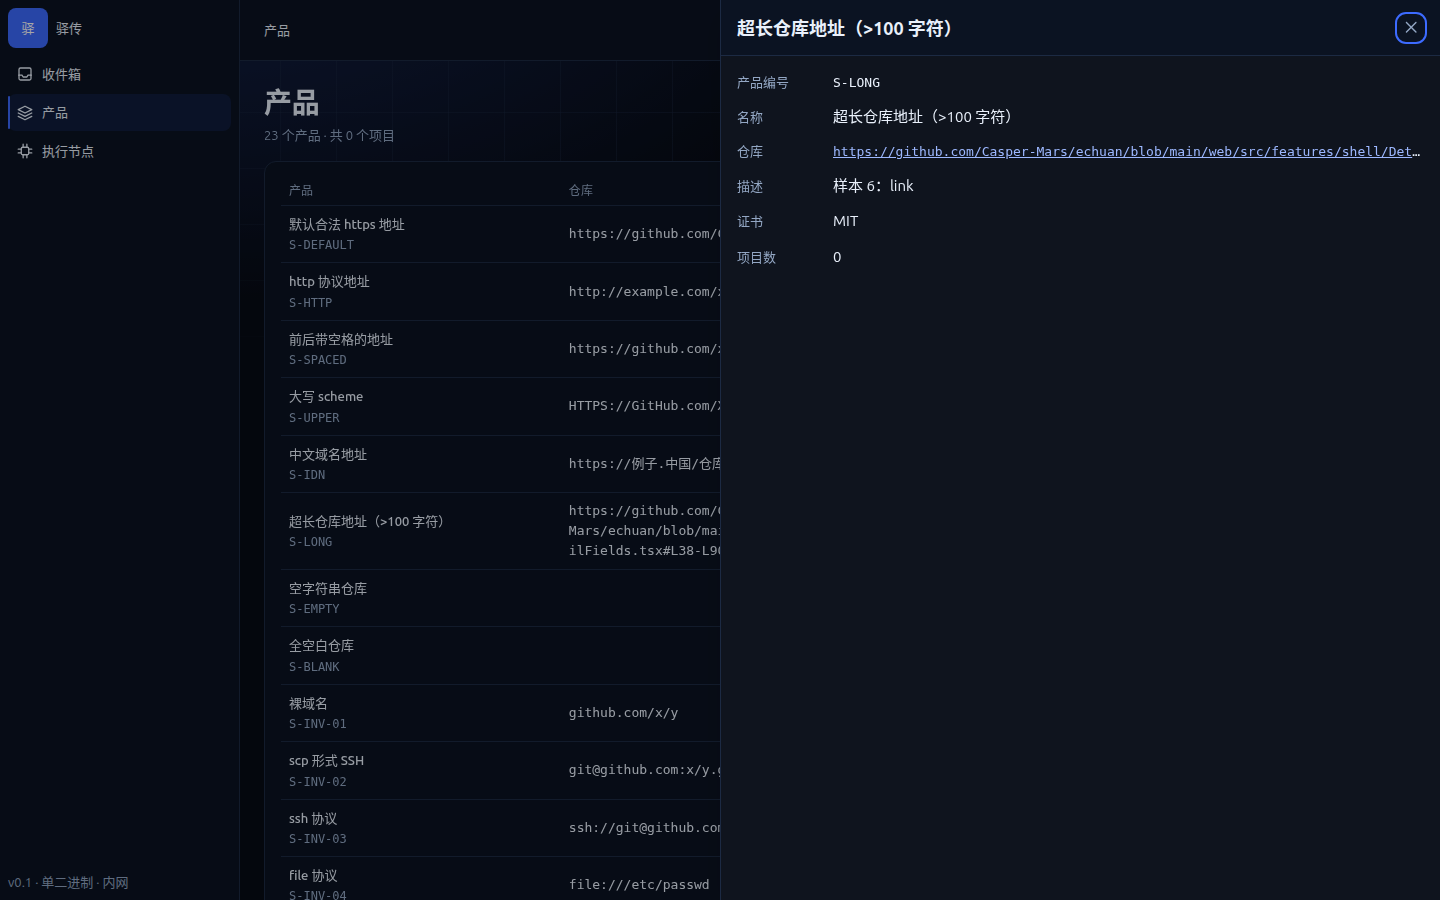 驿 驿传
收件箱
产品
执行节点
v0.1 · 单二进制 · 内网
产品
产品
23 个产品 · 共 0 个项目
产品 仓库
默认合法 https 地址
S-DEFAULT
https://github.com/
http 协议地址
S-HTTP
http://example.com/
前后带空格的地址
S-SPACED
https://github.com/
大写 scheme
S-UPPER
HTTPS://GitHub.com/
中文域名地址
S-IDN
https://例子.中国/仓库
超长仓库地址（>100 字符）
S-LONG
https://github.com/
Mars/echuan/blob/mai
ilFields.tsx#L38-L9
空字符串仓库
S-EMPTY
全空白仓库
S-BLANK
裸域名
S-INV-01
github.com/x/y
scp 形式 SSH
S-INV-02
git@github.com:x/y.
ssh 协议
S-INV-03
ssh://git@github.com
file 协议
S-INV-04
file:///etc/passwd
超长仓库地址（>100 字符）
产品编号 S-LONG
名称 超长仓库地址（>100 字符）
仓库 https://github.com/Casper-Mars/echuan/blob/main/web/src/features/shell/Det…
描述 样本 6：link
证书 MIT
项目数 0